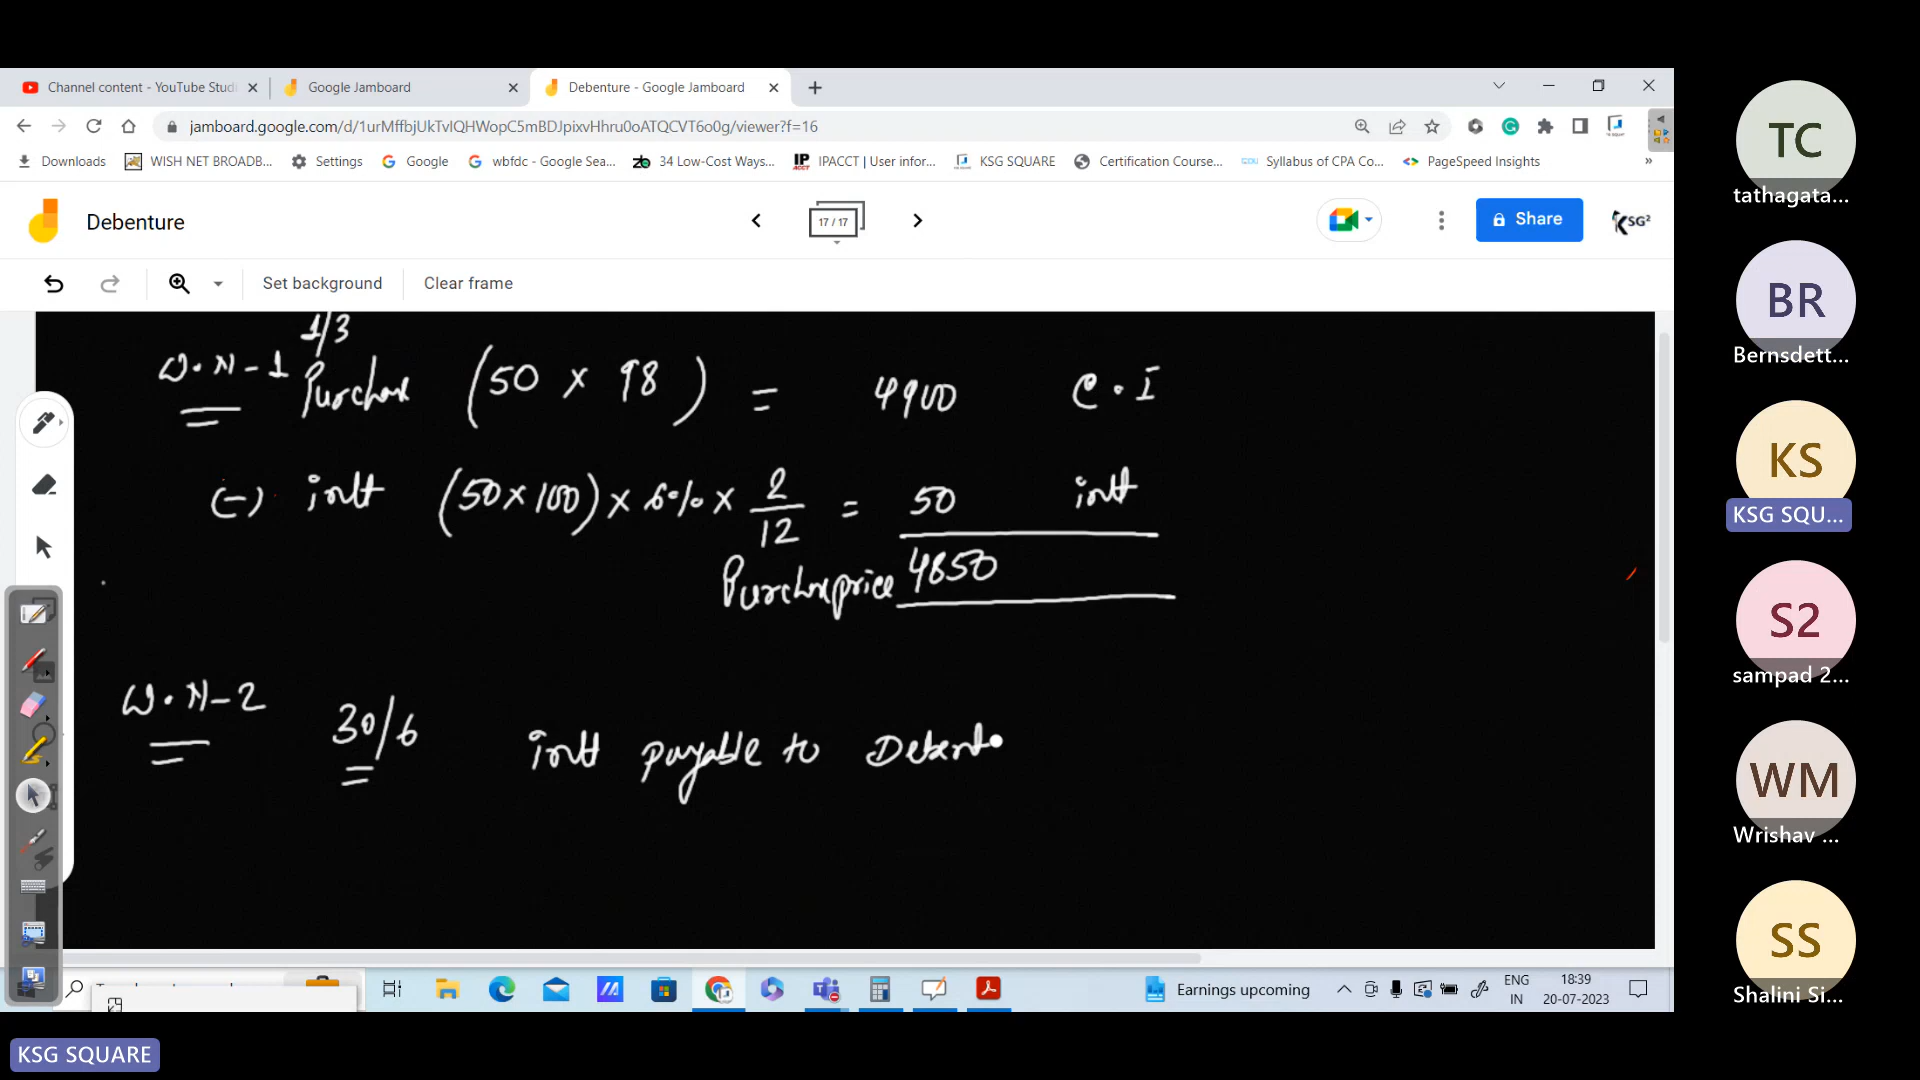 Channel content - YouTube Stud
Google Jamboard
Debenture - Google Jamboard
jamboard.google.com/d/1urMffbjUkTvIQHWopC5mBDJpixvHhru0oATQCVT6o0g/viewer?f=16
Downloads
WISH NET BROADB...
Settings
Google
wbfdc - Google Sea...
34 Low-Cost Ways...
IPACCT | User infor...
KSG SQUARE
Certification Course...
Syllabus of CPA Co...
PageSpeed Insights
»
Debenture
17 / 17
Share
KSG²
Set background
Clear frame
1/3
W.N-1 Purchase (50 x 98) = 4900 C.I
(-) intt (50x100) x 6% x 2/12 = 50 intt
Purchase price 4850
W.N-2 30/6 intt payable to Debent
Earnings upcoming
ENG
IN
18:39
20-07-2023
KSG SQUARE
TC
tathagata...
BR
Bernsdett...
KS
KSG SQU...
S2
sampad 2...
WM
Wrishav ...
SS
Shalini Si...